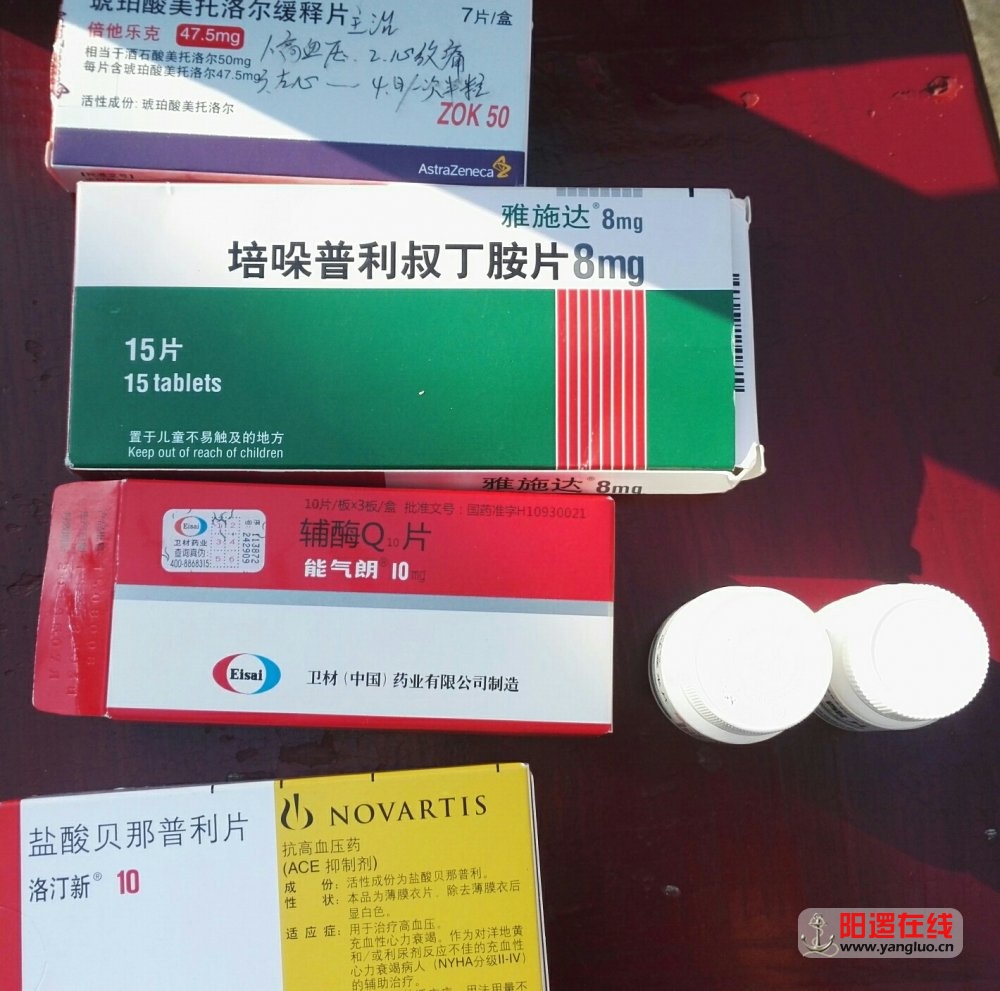 琥珀酸美托洛尔缓释片
主治
7片/盒
倍他乐克 47.5mg
1.高血压.2.心绞痛
相当于酒石酸美托洛尔50mg
每片含琥珀酸美托洛尔47.5mg
活性成份: 琥珀酸美托洛尔
ZOK 50
AstraZeneca
雅施达® 8mg
培哚普利叔丁胺片8mg
15片
15 tablets
置于儿童不易触及的地方
Keep out of reach of children
雅施达® 8mg
10片/板x3板/盒 批准文号:国药准字H10930021
辅酶Q10片
能气朗® 10mg
Eisai
卫材药业
查询真伪:
400-8868315
113872
242909
Eisai 卫材(中国)药业有限公司制造
盐酸贝那普利片
洛汀新® 10
NOVARTIS
抗高血压药
(ACE 抑制剂)
成 份: 活性成份为盐酸贝那普利。
性 状: 本品为薄膜衣片, 除去薄膜衣后
显白色。
适应症: 用于治疗高血压。
充血性心力衰竭。作为对洋地黄
和/或利尿剂反应不佳的充血性
心力衰竭病人(NYHA分级II-IV)
的辅助治疗。
阳逻在线
www.yangluo.cn